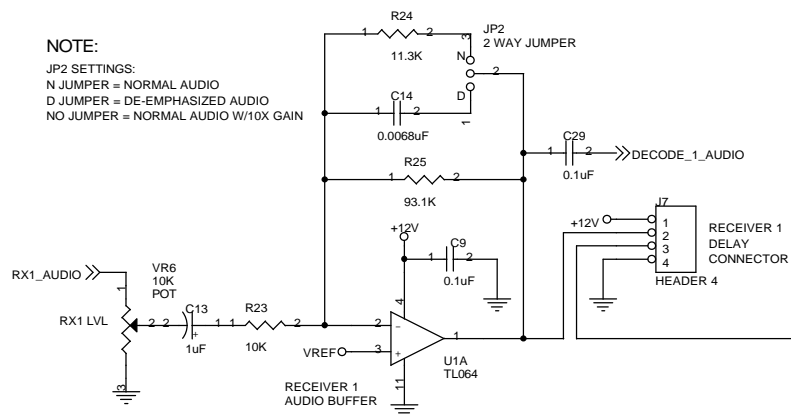 NOTE:
JP2 SETTINGS:
N JUMPER = NORMAL AUDIO
D JUMPER = DE-EMPHASIZED AUDIO
NO JUMPER = NORMAL AUDIO W/10X GAIN
R24
1 2
11.3K
JP2
2 WAY JUMPER
3
N
2
D
1
C14
1 2
0.0068uF
R25
1 2
93.1K
C29
1 2
0.1uF
DECODE_1_AUDIO
J7
+12V
1
2
3
4
RECEIVER 1
DELAY
CONNECTOR
HEADER 4
+12V
C9
1 2
0.1uF
RX1_AUDIO
VR6
10K
POT
1
RX1 LVL
2
3
C13
2 1
+
1uF
R23
1 2
10K
4
2 −
3 +
1
11
VREF
U1A
TL064
RECEIVER 1
AUDIO BUFFER